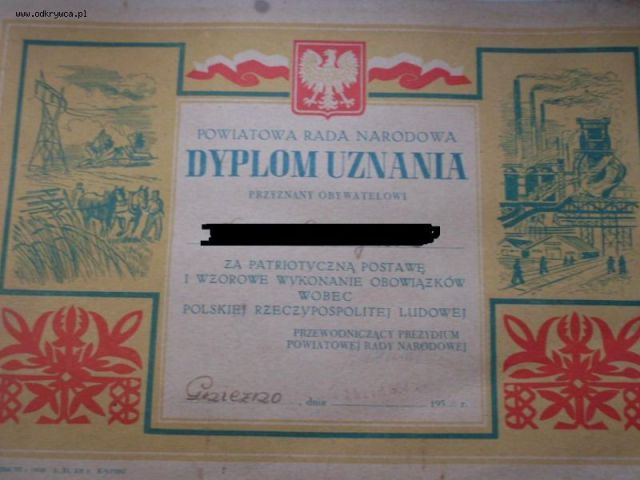 www.odkrywca.pl
POWIATOWA RADA NARODOWA
DYPLOM UZNANIA
PRZYZNANY OBYWATELOWI
ZA PATRIOTYCZNĄ POSTAWĘ
I WZOROWE WYKONANIE OBOWIĄZKÓW
WOBEC
POLSKIEJ RZECZYPOSPOLITEJ LUDOWEJ
PRZEWODNICZĄCY PREZYDIUM
POWIATOWEJ RADY NARODOWEJ
Gniezno, dnia 195 r.